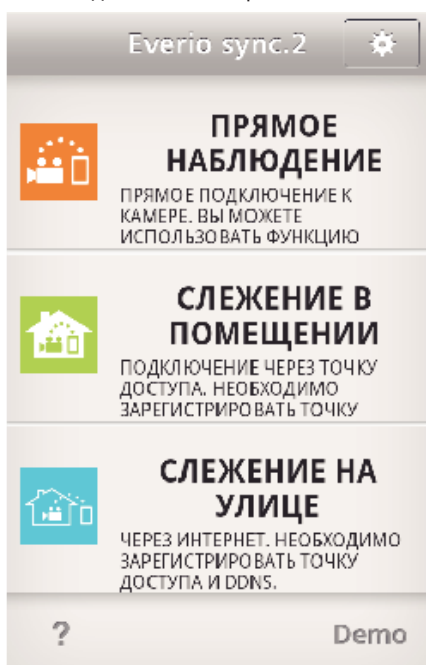 Everio sync.2
ПРЯМОЕ
НАБЛЮДЕНИЕ
ПРЯМОЕ ПОДКЛЮЧЕНИЕ К
КАМЕРЕ. ВЫ МОЖЕТЕ
ИСПОЛЬЗОВАТЬ ФУНКЦИЮ
СЛЕЖЕНИЕ В
ПОМЕЩЕНИИ
ПОДКЛЮЧЕНИЕ ЧЕРЕЗ ТОЧКУ
ДОСТУПА. НЕОБХОДИМО
ЗАРЕГИСТРИРОВАТЬ ТОЧКУ
СЛЕЖЕНИЕ НА
УЛИЦЕ
ЧЕРЕЗ ИНТЕРНЕТ. НЕОБХОДИМО
ЗАРЕГИСТРИРОВАТЬ ТОЧКУ
ДОСТУПА И DDNS.
? Demo